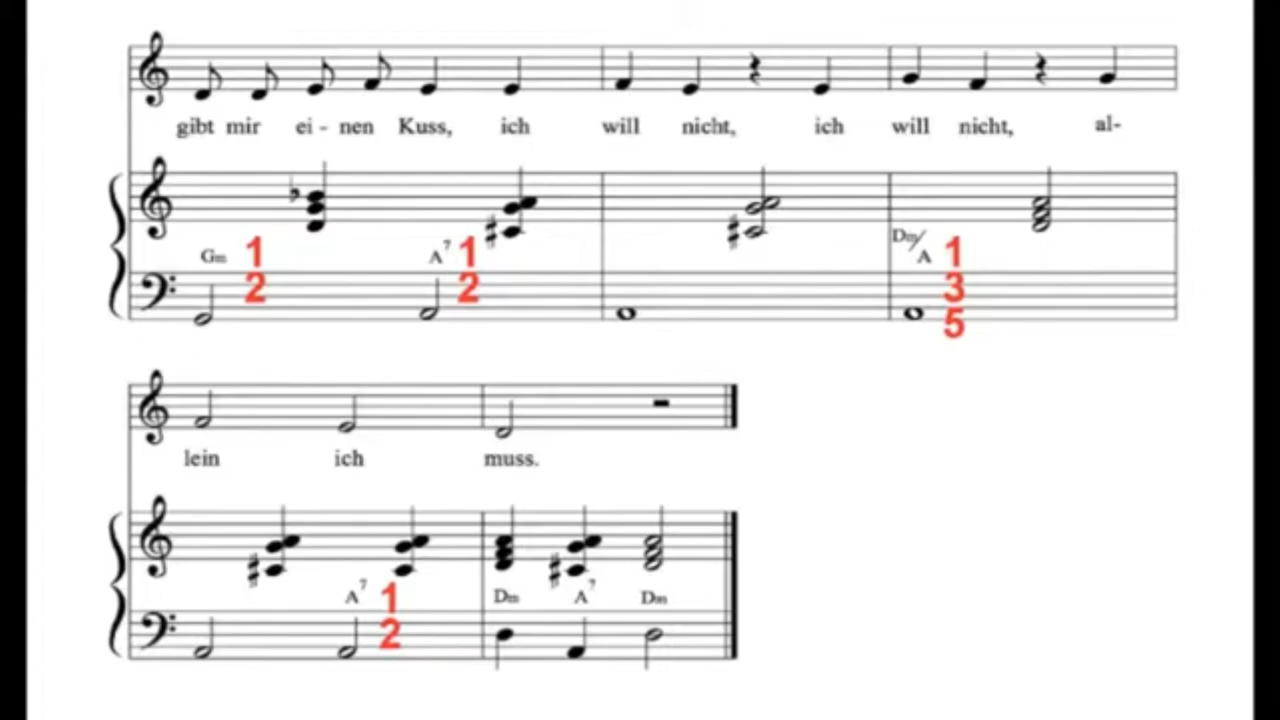 gibt mir ei - nen Kuss, ich will nicht, ich will nicht, al-
Gm 1 A7 1 Dm/A 1
2 2 3
5
lein ich muss.
A7 1 Dm A7 Dm
2